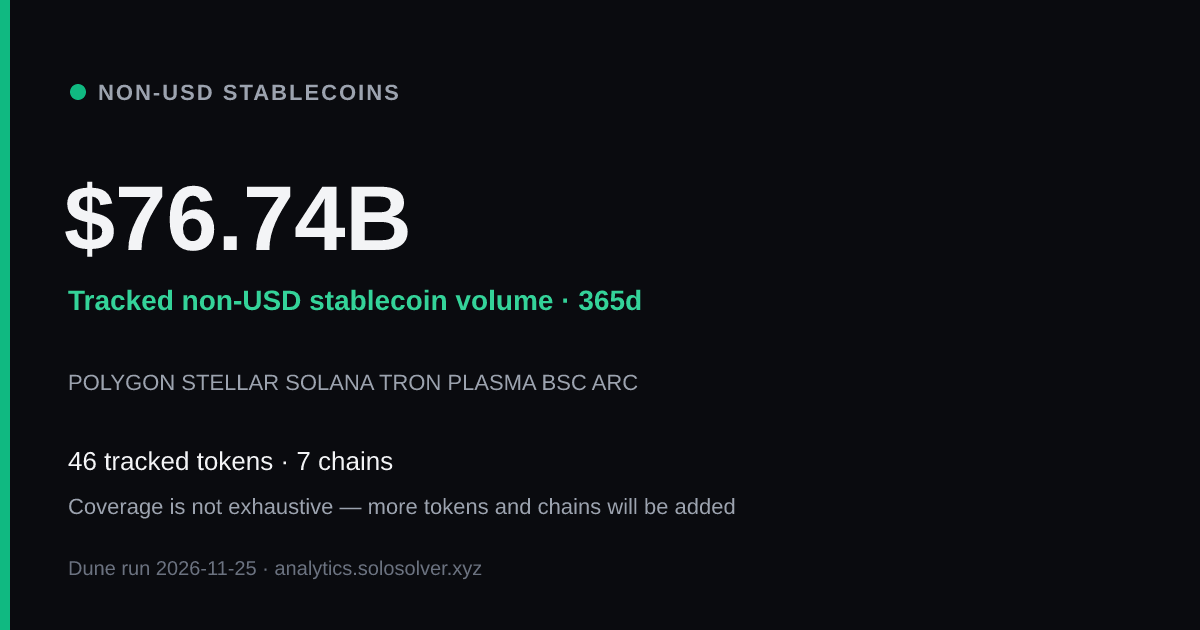 NON-USD STABLECOINS
$76.74B
Tracked non-USD stablecoin volume · 365d
POLYGON STELLAR SOLANA TRON PLASMA BSC ARC
46 tracked tokens · 7 chains
Coverage is not exhaustive — more tokens and chains will be added
Dune run 2026-11-25 · analytics.solosolver.xyz